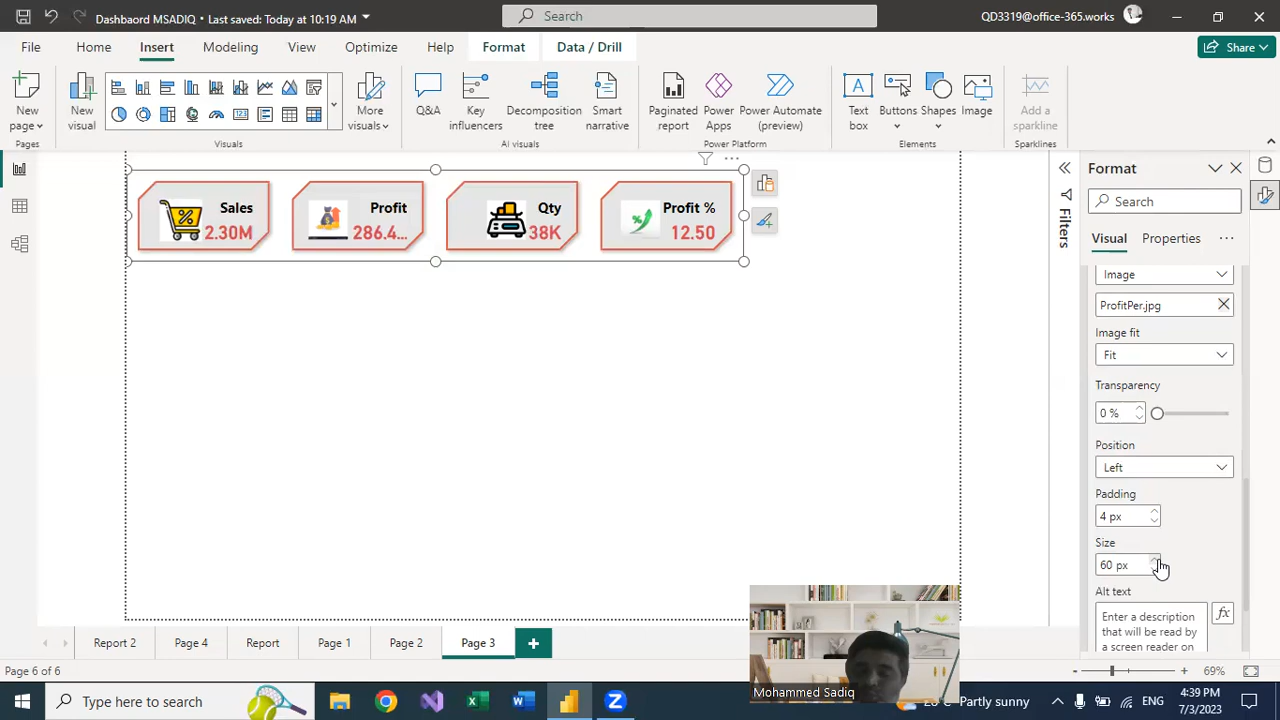 Dashbaord MSADIQ • Last saved: Today at 10:19 AM
Search
QD3319@office-365.works
File Home Insert Modeling View Optimize Help Format Data / Drill
Share
New page
New visual
More visuals
Q&A
Key influencers
Decomposition tree
Smart narrative
Paginated report
Power Apps
Power Automate (preview)
Text box
Buttons
Shapes
Image
Add a sparkline
Pages
Visuals
AI visuals
Power Platform
Elements
Sparklines
Sales
2.30M
Profit
286.4...
Qty
38K
Profit %
12.50
Filters
Format
Search
Visual Properties
Image
ProfitPer.jpg
Image fit
Fit
Transparency
0 %
Position
Left
Padding
4 px
Size
60 px
Alt text
Enter a description
that will be read by
a screen reader on
fx
Mohammed Sadiq
Report 2 Page 4 Report Page 1 Page 2 Page 3
Page 6 of 6
69%
Type here to search
Partly sunny
ENG
4:39 PM
7/3/2023